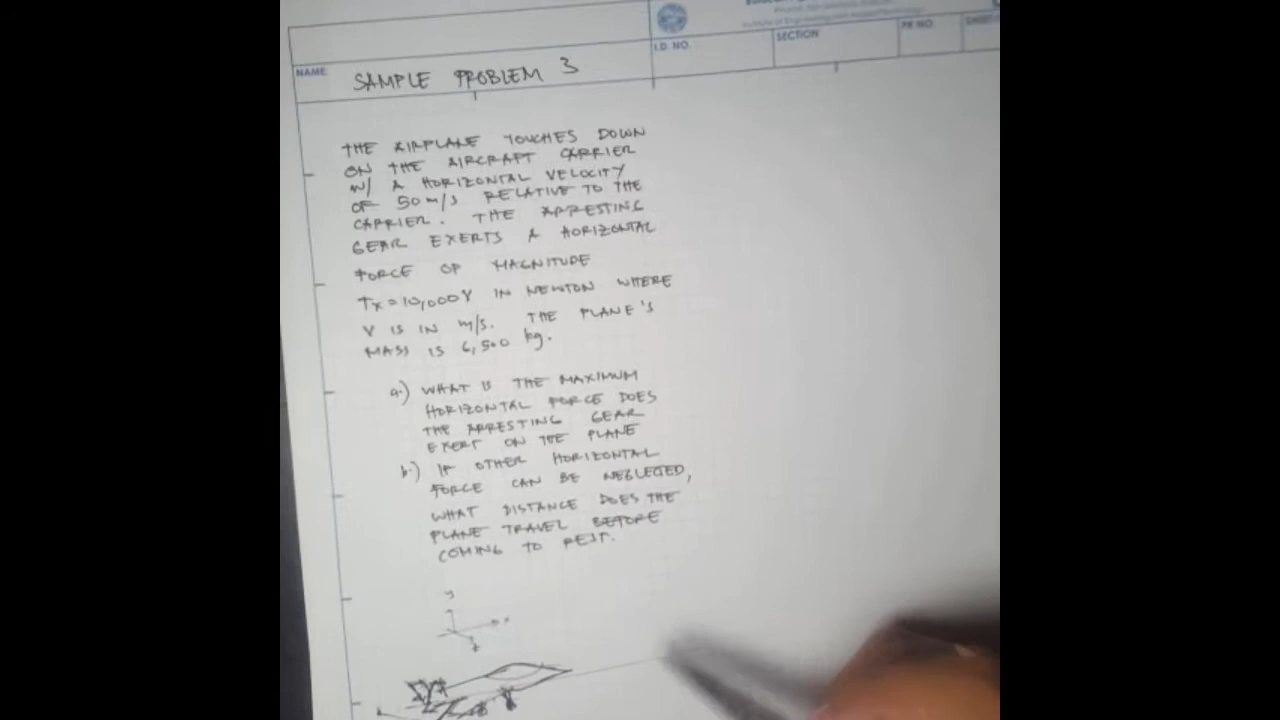 NAME:
SAMPLE PROBLEM 3
I.D. NO.
SECTION
PR NO.
THE AIRPLANE TOUCHES DOWN
ON THE AIRCRAFT CARRIER
W/ A HORIZONTAL VELOCITY
OF 50 m/s RELATIVE TO THE
CARRIER. THE ARRESTING
GEAR EXERTS A HORIZONTAL
FORCE OF MAGNITUDE
Tx = 10,000V IN NEWTON WHERE
V IS IN m/s. THE PLANE'S
MASS IS 6,500 kg.
a.) WHAT IS THE MAXIMUM
HORIZONTAL FORCE DOES
THE ARRESTING GEAR
EXERT ON THE PLANE
b.) IF OTHER HORIZONTAL
FORCE CAN BE NEGLECTED,
WHAT DISTANCE DOES THE
PLANE TRAVEL BEFORE
COMING TO REST.
y
x
z